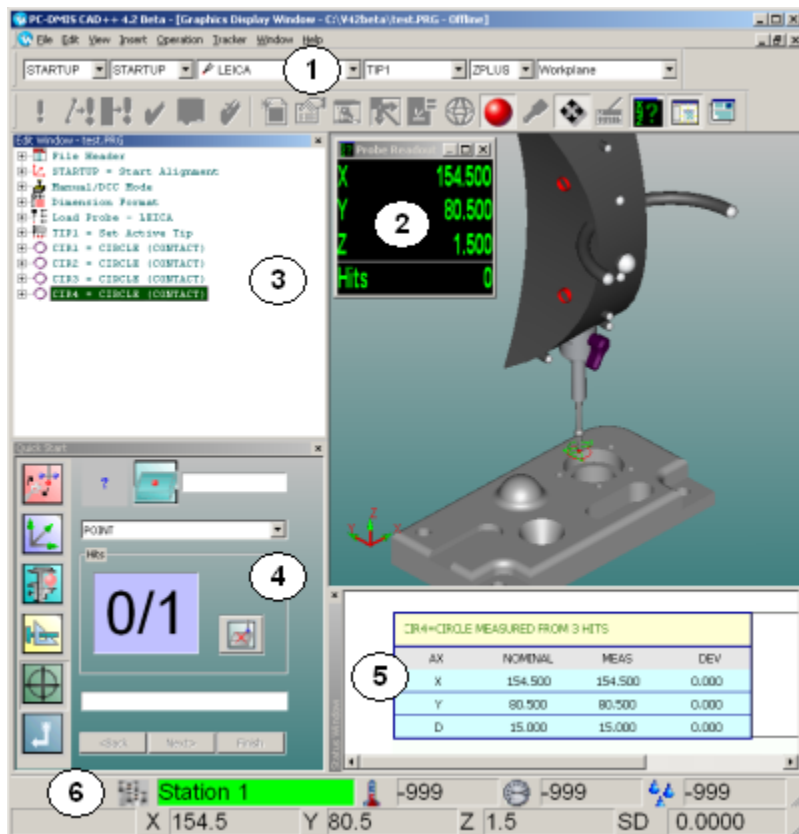 PC-DMIS CAD++ 4.2 Beta - [Graphics Display Window - C:\V42beta\test.PRG - Offline]
File Edit View Insert Operation Tracker Window Help
STARTUP STARTUP LEICA 1 TIP1 ZPLUS Workplane
Edit Window - test.PRG
File Header
STARTUP = Start Alignment
Manual/DCC Mode
Dimension Format
Load Probe - LEICA
TIP1 = Set Active Tip
CIR1 = CIRCLE (CONTACT)
CIR2 = CIRCLE (CONTACT)
CIR3 = CIRCLE (CONTACT)
CIR4 = CIRCLE (CONTACT)
3
Probe Readout
X 154.500
Y 80.500
Z 1.500
Hits 0
2
Z
Y X
Quick Start
?
POINT
Hits
0/1
4
<Back Next> Finish
Status Window
CIR4=CIRCLE MEASURED FROM 3 HITS
AX NOMINAL MEAS DEV
X 154.500 154.500 0.000
Y 80.500 80.500 0.000
D 15.000 15.000 0.000
5
6 Station 1 -999 -999 -999
X 154.5 Y 80.5 Z 1.5 SD 0.0000